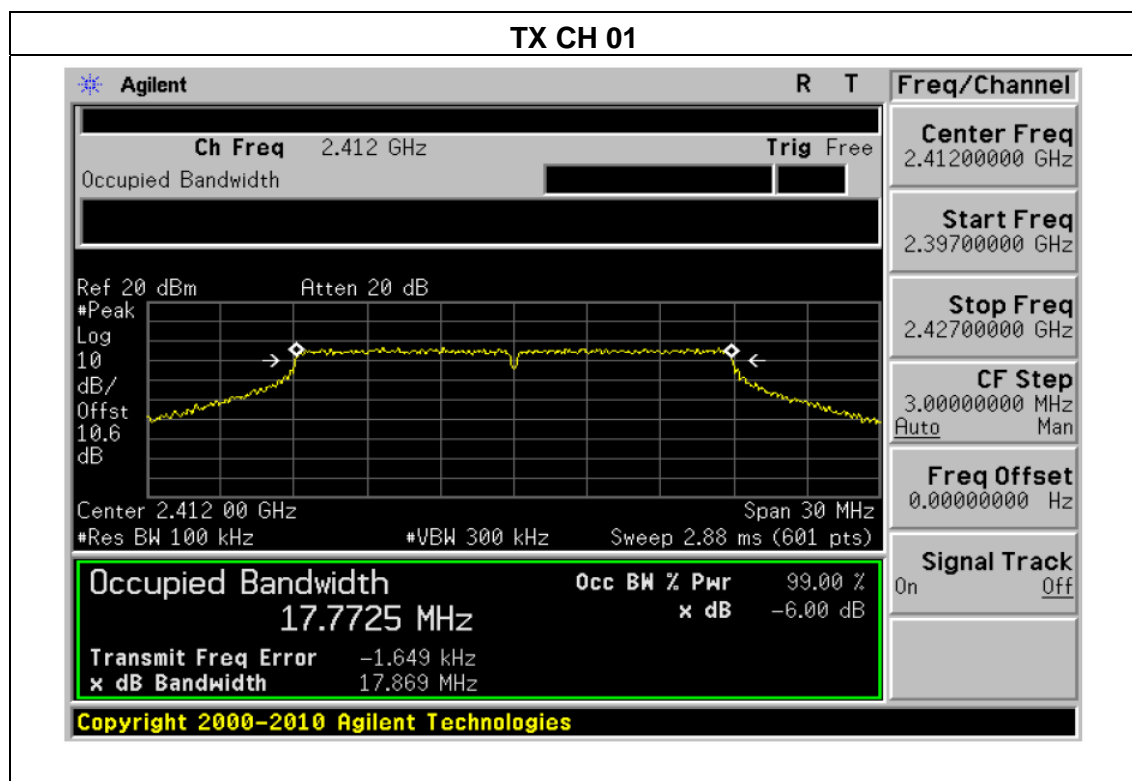 TX CH 01
Agilent R T
Ch Freq 2.412 GHz Trig Free
Occupied Bandwidth
Ref 20 dBm Atten 20 dB
#Peak
Log
10
dB/
Offst
10.6
dB
Center 2.412 00 GHz Span 30 MHz
#Res BW 100 kHz #VBW 300 kHz Sweep 2.88 ms (601 pts)
Occupied Bandwidth Occ BW % Pwr 99.00 %
17.7725 MHz x dB -6.00 dB
Transmit Freq Error -1.649 kHz
x dB Bandwidth 17.869 MHz
Copyright 2000-2010 Agilent Technologies
Freq/Channel
Center Freq
2.41200000 GHz
Start Freq
2.39700000 GHz
Stop Freq
2.42700000 GHz
CF Step
3.00000000 MHz
Auto Man
Freq Offset
0.00000000 Hz
Signal Track
On Off